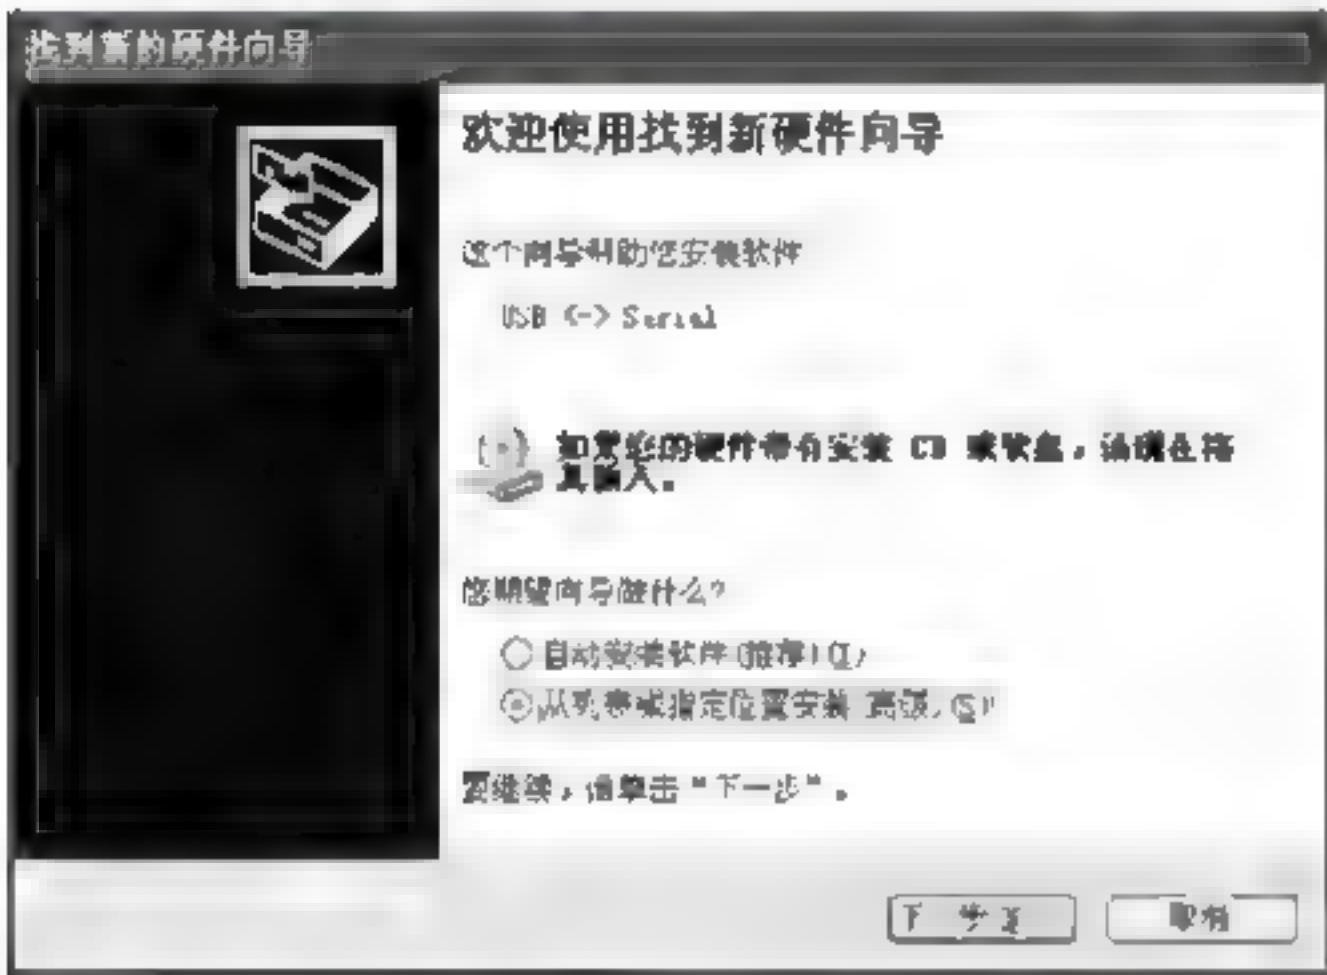 找到新的硬件向导
欢迎使用找到新硬件向导
这个向导帮助您安装软件
USB <-> Serial
如果您的硬件带有安装 CD 或软盘，请现在将
其插入。
您期望向导做什么?
自动安装软件(推荐)(I)
从列表或指定位置安装(高级)(S)
要继续，请单击“下一步”。
下一步
取消